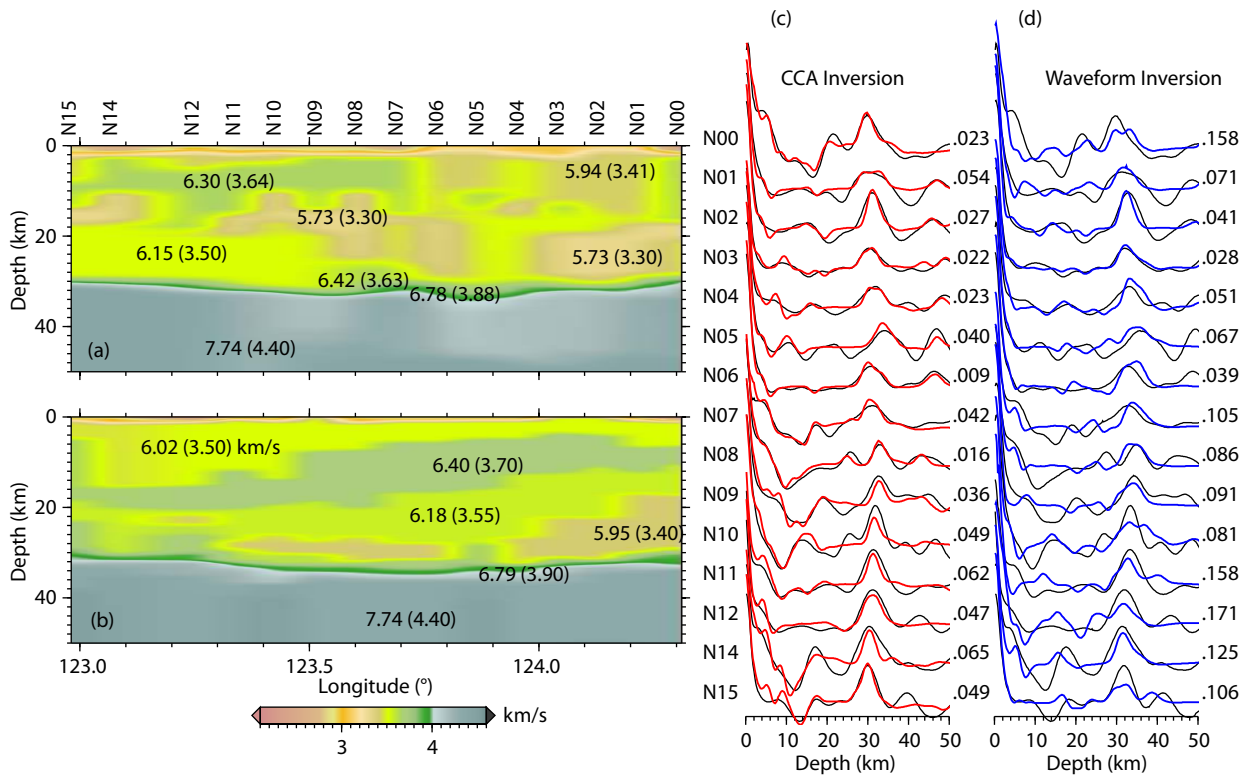 (c)
(d)
CCA Inversion
Waveform Inversion
N15
N14
N12
N11
N10
N09
N08
N07
N06
N05
N04
N03
N02
N01
N00
0
20
40
Depth (km)
6.30 (3.64)
5.94 (3.41)
5.73 (3.30)
6.15 (3.50)
5.73 (3.30)
6.42 (3.63)
6.78 (3.88)
7.74 (4.40)
(a)
0
20
40
Depth (km)
6.02 (3.50) km/s
6.40 (3.70)
6.18 (3.55)
5.95 (3.40)
6.79 (3.90)
7.74 (4.40)
(b)
123.0
123.5
124.0
Longitude (°)
3
4
km/s
N00 .023 .158
N01 .054 .071
N02 .027 .041
N03 .022 .028
N04 .023 .051
N05 .040 .067
N06 .009 .039
N07 .042 .105
N08 .016 .086
N09 .036 .091
N10 .049 .081
N11 .062 .158
N12 .047 .171
N14 .065 .125
N15 .049 .106
0 10 20 30 40 50
Depth (km)
0 10 20 30 40 50
Depth (km)